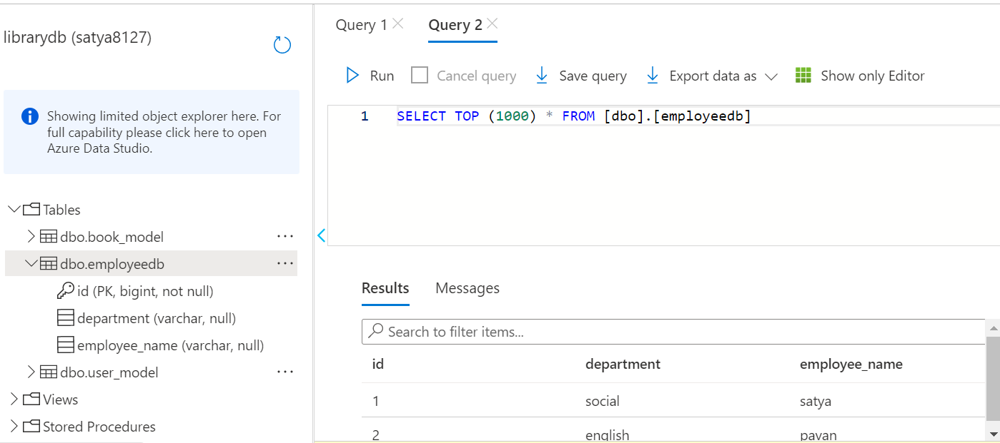 librarydb (satya8127)
Showing limited object explorer here. For
full capability please click here to open
Azure Data Studio.
Tables
dbo.book_model
dbo.employeedb
id (PK, bigint, not null)
department (varchar, null)
employee_name (varchar, null)
dbo.user_model
Views
Stored Procedures
Query 1 Query 2
Run Cancel query Save query Export data as Show only Editor
1 SELECT TOP (1000) * FROM [dbo].[employeedb]
Results Messages
Search to filter items...
id department employee_name
1 social satya
2 english pavan